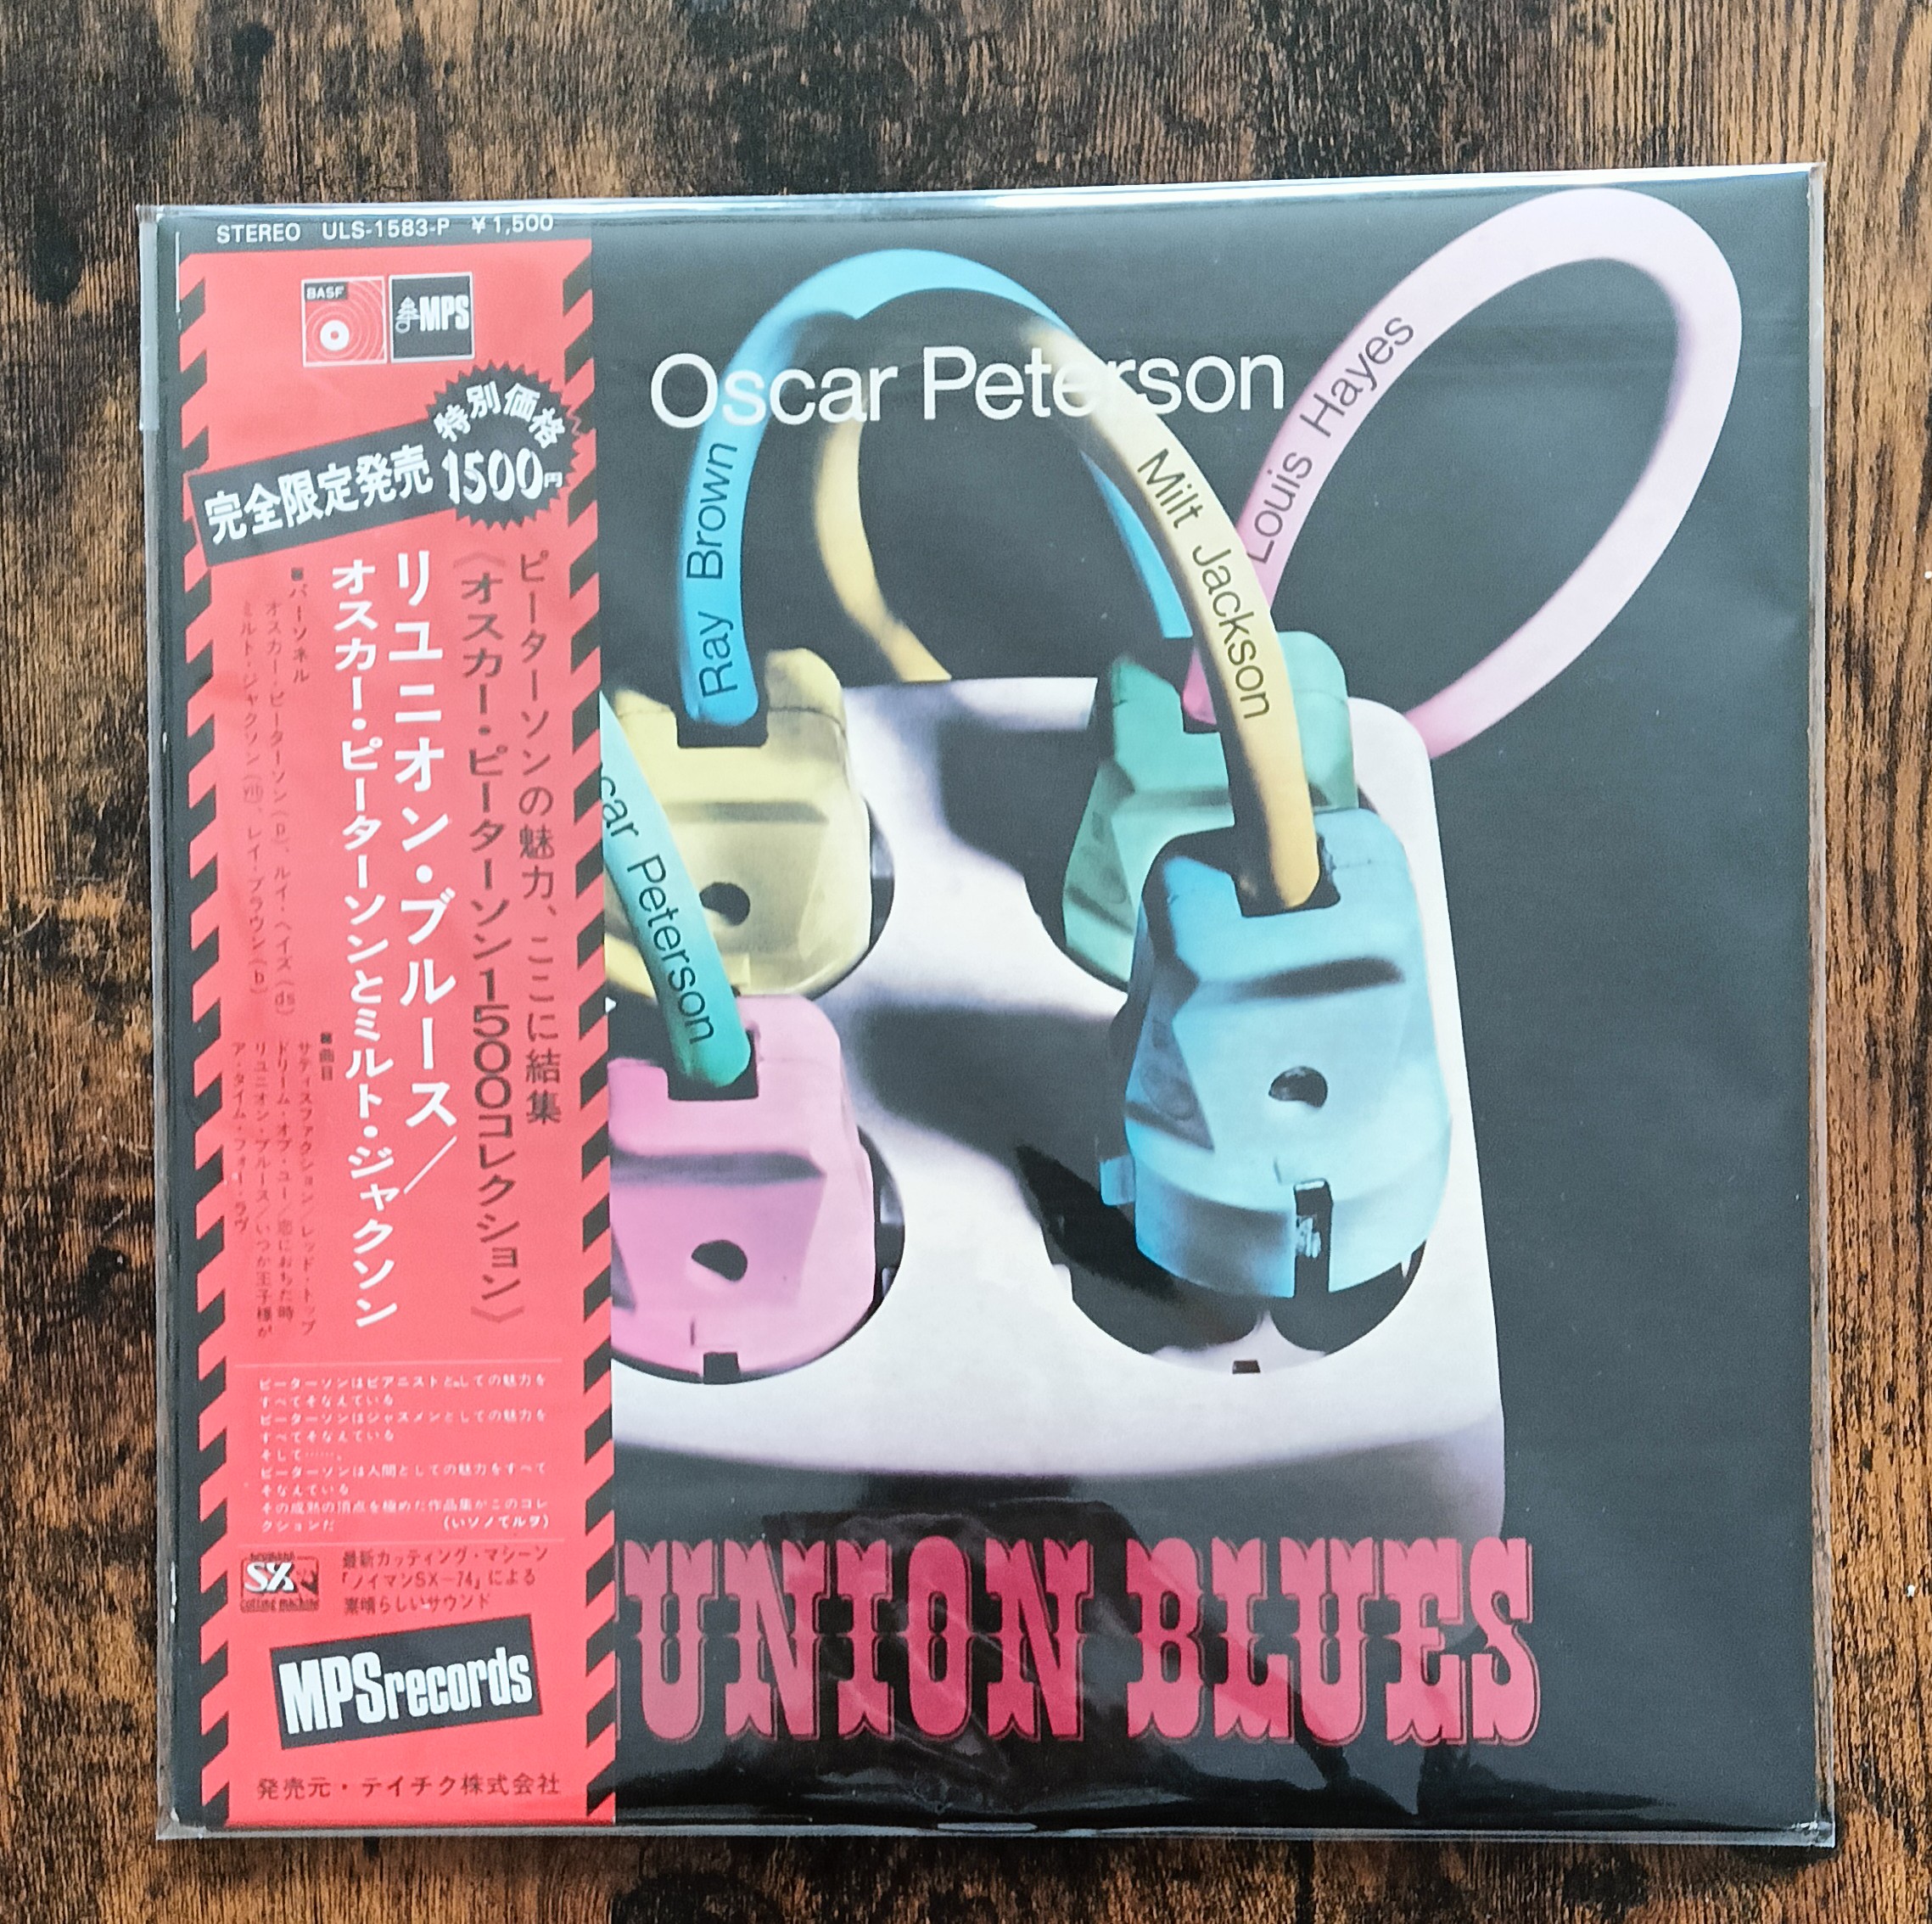 STEREO ULS-1583-P ￥1,500
BASF
MPS
特別価格
1500円
完全限定発売
ピーターソンの魅力、ここに結集
《オスカー・ピーターソン1500コレクション》
リユニオン・ブルース/
オスカー・ピーターソンとミルト・ジャクソン
■パーソネル
オスカー・ピーターソン(p)、ルイ・ヘイズ(ds)
ミルト・ジャクソン(vib)、レイ・ブラウン(b)
■曲目
サティスファクション/レッド・トップ
ドリーム・オブ・ユー/恋におちた時
リユニオン・ブルース/いつか王子様が
ア・タイム・フォー・ラヴ
ピーターソンはピアニストとしての魅力を
すべてそなえている
ピーターソンはジャズメンとしての魅力を
すべてそなえている
そして……。
ピーターソンは人間としての魅力をすべて
そなえている
その成熟の頂点を極めた作品集がこのコレ
クションだ (いソノてルヲ)
SX
cutting machine
最新カッティング・マシーン
「ノイマンSX−74」による
素晴らしいサウンド
MPSrecords
発売元・テイチク株式会社
Oscar Peterson
Ray Brown
Milt Jackson
Louis Hayes
car Peterson
UNION BLUES